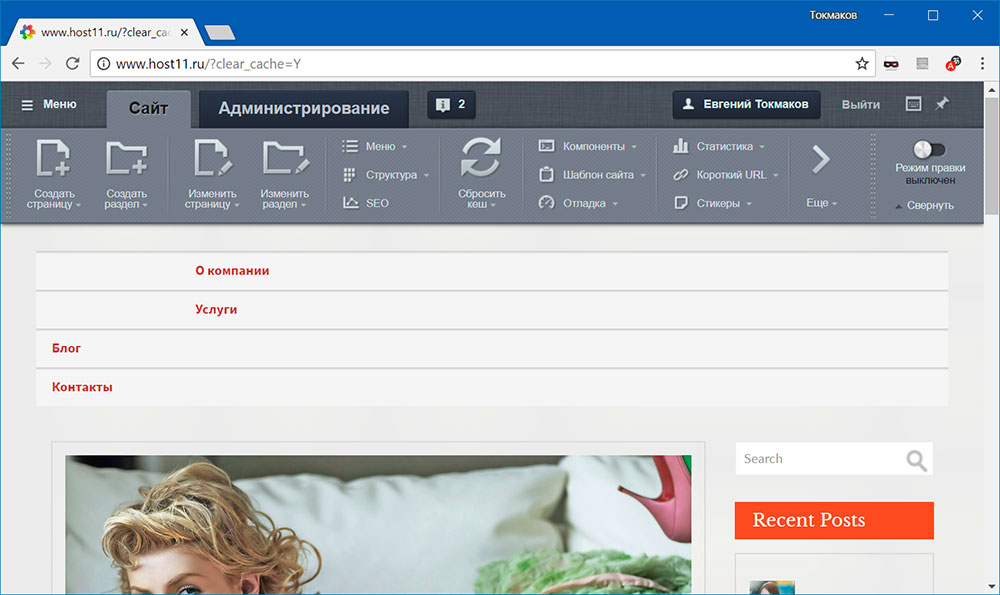 Токмаков
www.host11.ru/?clear_cac
www.host11.ru/?clear_cache=Y
Меню
Сайт
Администрирование
2
Евгений Токмаков
Выйти
Создать страницу
Создать раздел
Изменить страницу
Изменить раздел
Меню
Структура
SEO
Сбросить кеш
Компоненты
Шаблон сайта
Отладка
Статистика
Короткий URL
Стикеры
Еще
Режим правки
выключен
Свернуть
О компании
Услуги
Блог
Контакты
Search
Recent Posts